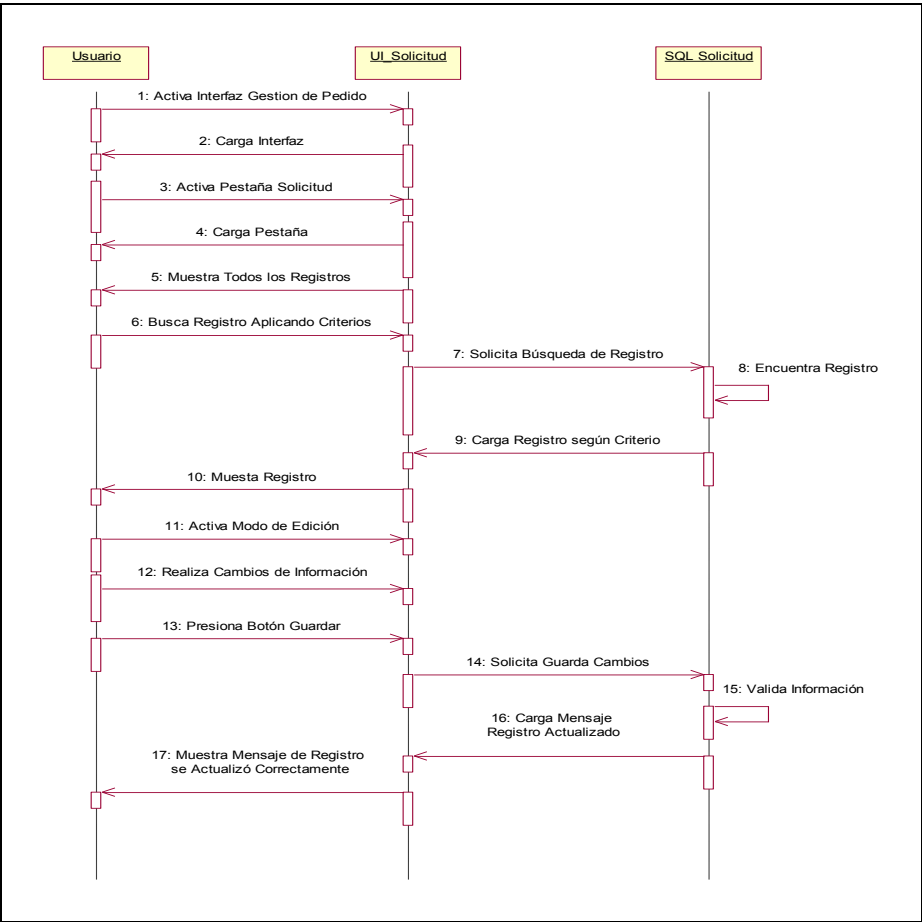 Usuario
UI_Solicitud
SQL Solicitud
1: Activa Interfaz Gestion de Pedido
2: Carga Interfaz
3: Activa Pestaña Solicitud
4: Carga Pestaña
5: Muestra Todos los Registros
6: Busca Registro Aplicando Criterios
7: Solicita Búsqueda de Registro
8: Encuentra Registro
9: Carga Registro según Criterio
10: Muesta Registro
11: Activa Modo de Edición
12: Realiza Cambios de Información
13: Presiona Botón Guardar
14: Solicita Guarda Cambios
15: Valida Información
16: Carga Mensaje
Registro Actualizado
17: Muestra Mensaje de Registro
se Actualizó Correctamente